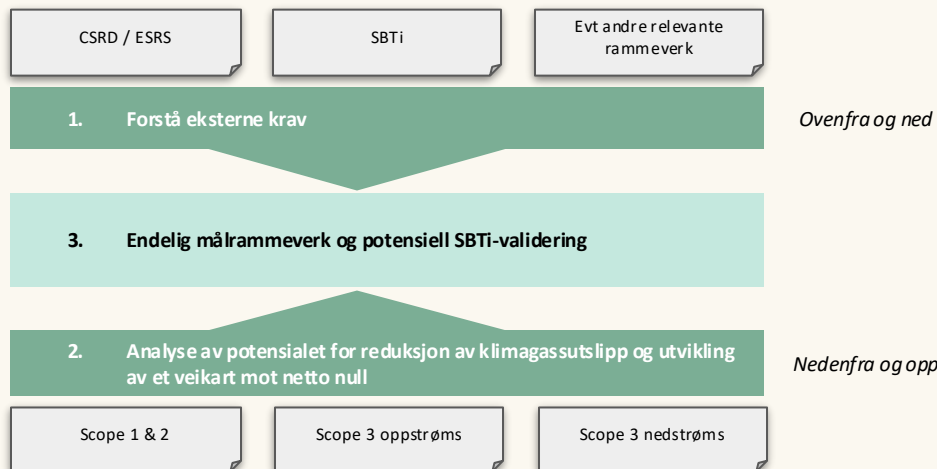 CSRD / ESRS
SBTi
Evt andre relevante
rammeverk
1. Forstå eksterne krav
Ovenfra og ned
3. Endelig målrammeverk og potensiell SBTi-validering
2. Analyse av potensialet for reduksjon av klimagassutslipp og utvikling
av et veikart mot netto null
Nedenfra og opp
Scope 1 & 2
Scope 3 oppstrøms
Scope 3 nedstrøms